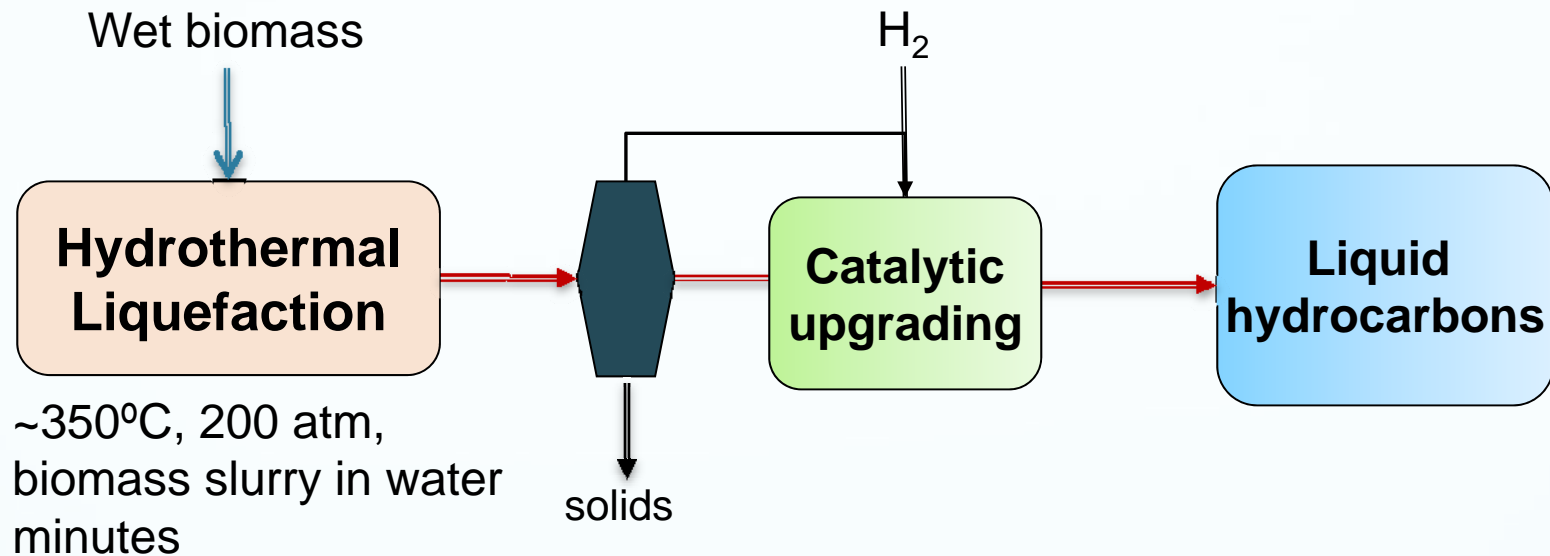 Wet biomass
H₂
Hydrothermal
Liquefaction
Catalytic
upgrading
Liquid
hydrocarbons
~350ºC, 200 atm,
biomass slurry in water
minutes
solids